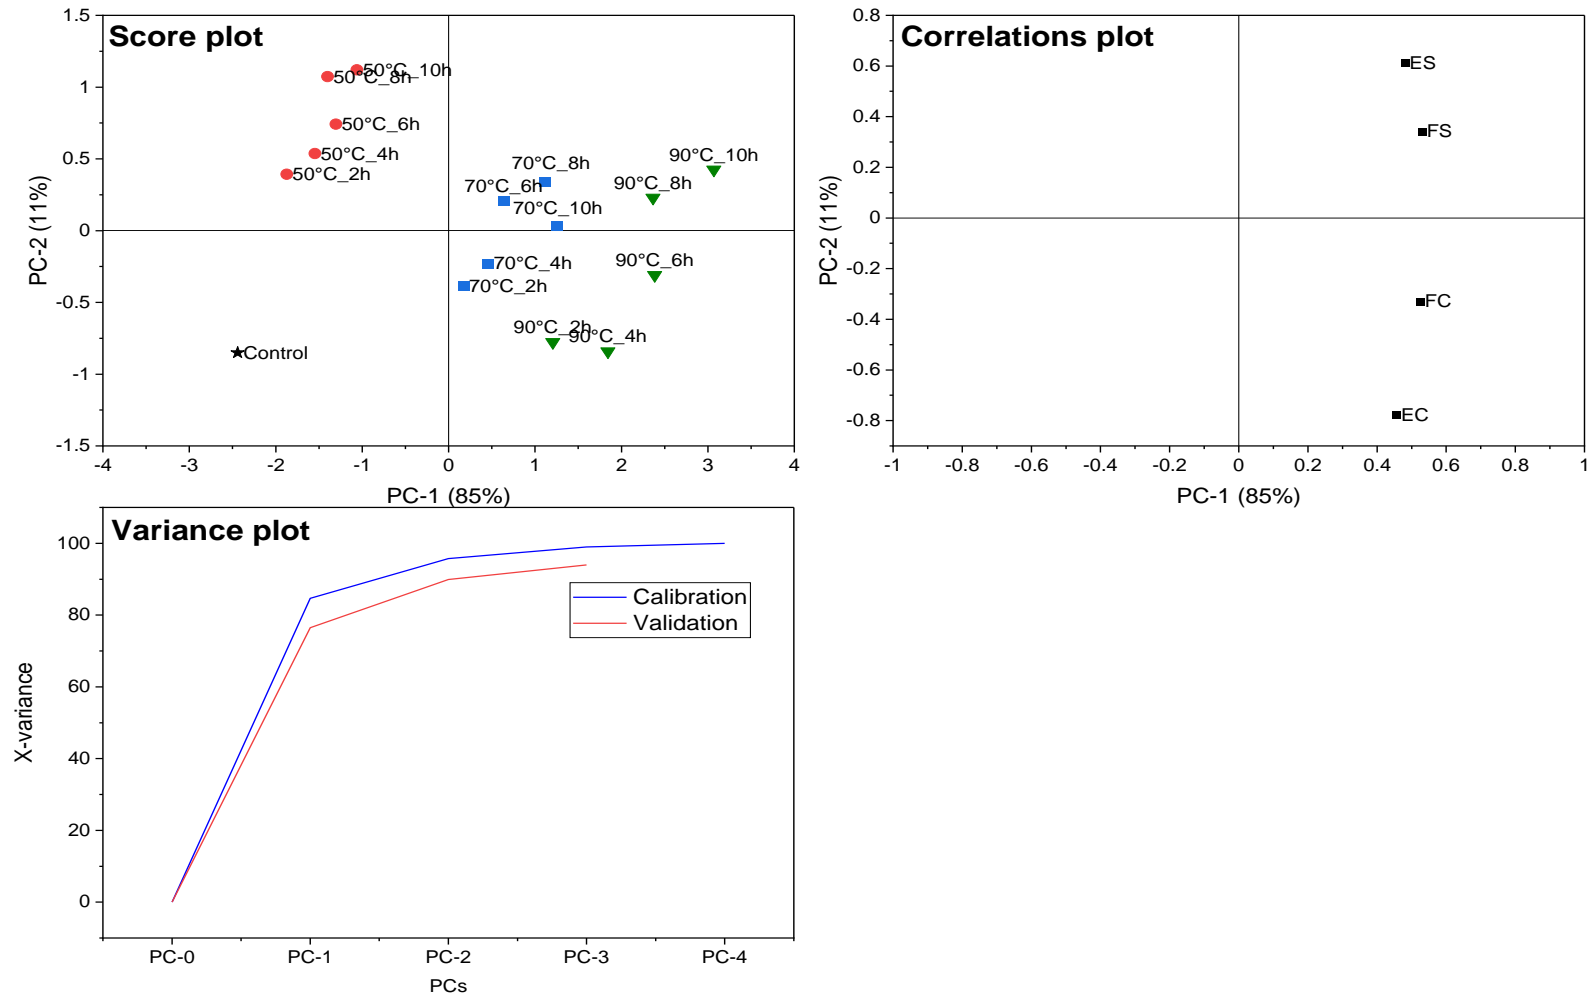 Score plot
1.5
1
0.5
0
-0.5
-1
-1.5
PC-2 (11%)
50°C_10h
50°C_8h
50°C_6h
50°C_4h
50°C_2h
70°C_8h
70°C_6h
70°C_10h
90°C_10h
90°C_8h
70°C_4h
70°C_2h
90°C_6h
90°C_2h
90°C_4h
Control
-4 -3 -2 -1 0 1 2 3 4
PC-1 (85%)
Correlations plot
0.8
0.6
0.4
0.2
0
-0.2
-0.4
-0.6
-0.8
PC-2 (11%)
ES
FS
FC
EC
-1 -0.8 -0.6 -0.4 -0.2 0 0.2 0.4 0.6 0.8 1
PC-1 (85%)
Variance plot
100
80
60
40
20
0
X-variance
Calibration
Validation
PC-0 PC-1 PC-2 PC-3 PC-4
PCs